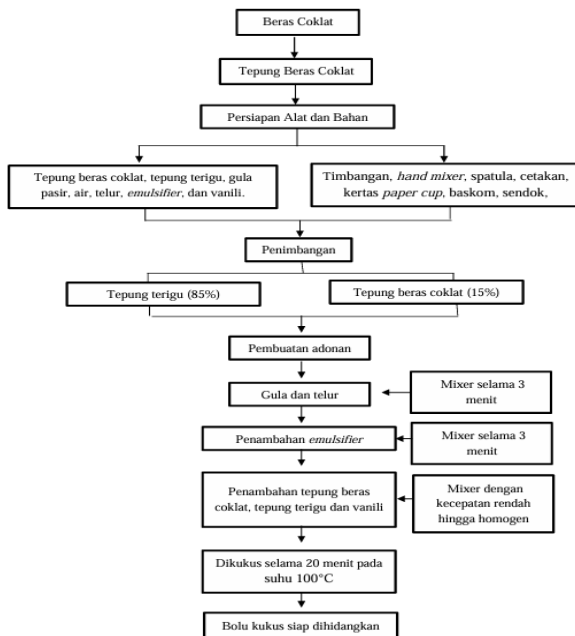 Beras Coklat
Tepung Beras Coklat
Persiapan Alat dan Bahan
Tepung beras coklat, tepung terigu, gula
pasir, air, telur, emulsifier, dan vanili.
Timbangan, hand mixer, spatula, cetakan,
kertas paper cup, baskom, sendok,
Penimbangan
Tepung terigu (85%)
Tepung beras coklat (15%)
Pembuatan adonan
Gula dan telur
Mixer selama 3
menit
Penambahan emulsifier
Mixer selama 3
menit
Penambahan tepung beras
coklat, tepung terigu dan vanili
Mixer dengan
kecepatan rendah
hingga homogen
Dikukus selama 20 menit pada
suhu 100°C
Bolu kukus siap dihidangkan